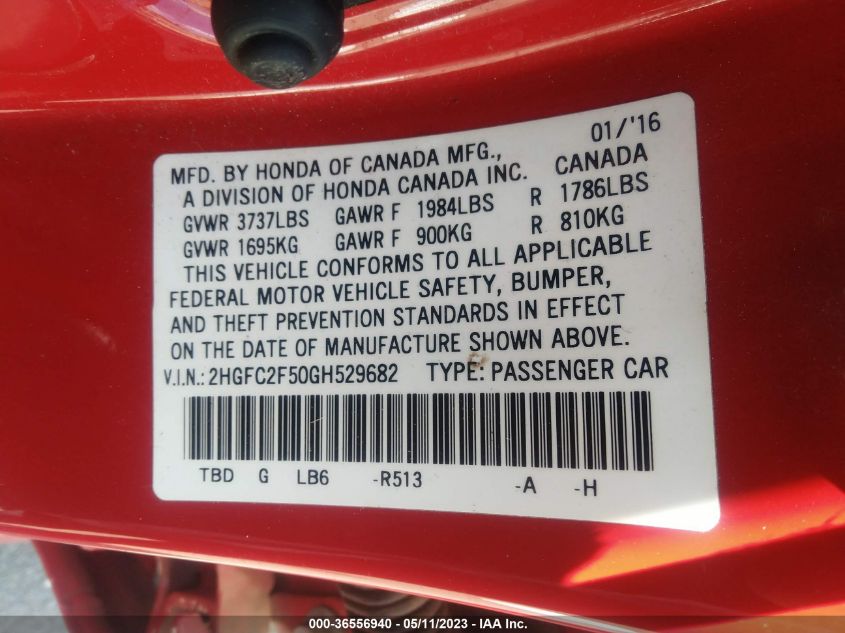 01/'16
MFD. BY HONDA OF CANADA MFG.,
A DIVISION OF HONDA CANADA INC. CANADA
GVWR 3737LBS GAWR F 1984LBS R 1786LBS
GVWR 1695KG GAWR F 900KG R 810KG
THIS VEHICLE CONFORMS TO ALL APPLICABLE
FEDERAL MOTOR VEHICLE SAFETY, BUMPER,
AND THEFT PREVENTION STANDARDS IN EFFECT
ON THE DATE OF MANUFACTURE SHOWN ABOVE.
V.I.N.: 2HGFC2F50GH529682 TYPE: PASSENGER CAR
TBD G LB6 -R513 -A -H
000-36556940 - 05/11/2023 - IAAI Inc.